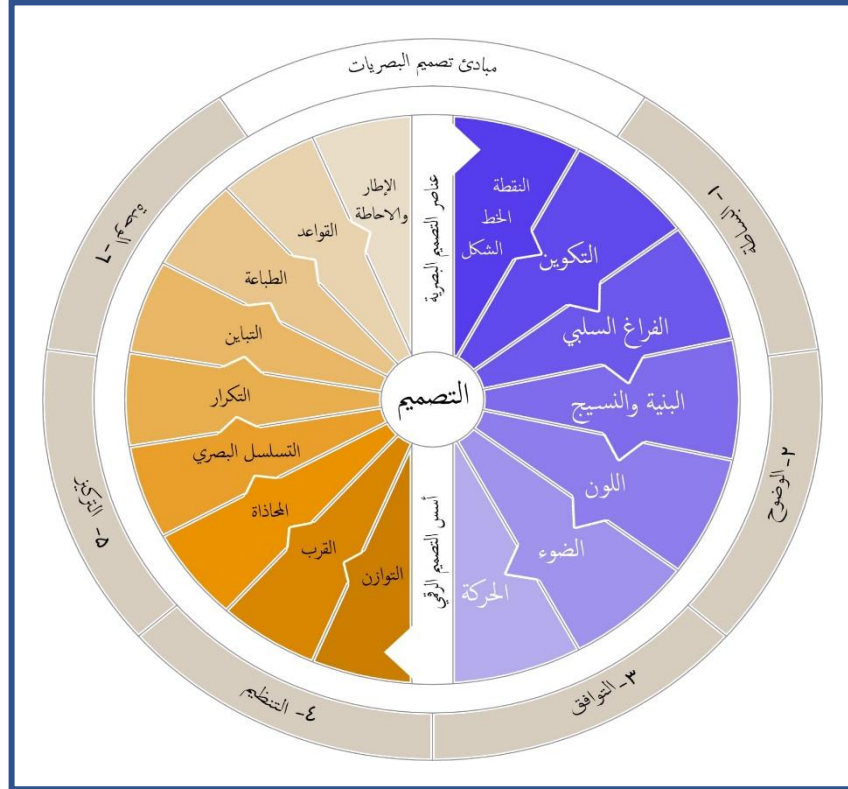 مبادئ تصميم البصريات
١- البساطة
٢- الوضوح
٣- التوافق
٤- التنظيم
٥- التركيز
٦- الوحدة
التصميم
عناصر التصميم البصرية
النقطة
الخط
الشكل
التكوين
الفراغ السلبي
البنية والنسيج
اللون
الضوء
الحركة
أسس التصميم الرقمي
التوازن
القرب
المحاذاة
التسلسل البصري
التكرار
التباين
الطباعة
القواعد
الإطار
والاحاطة